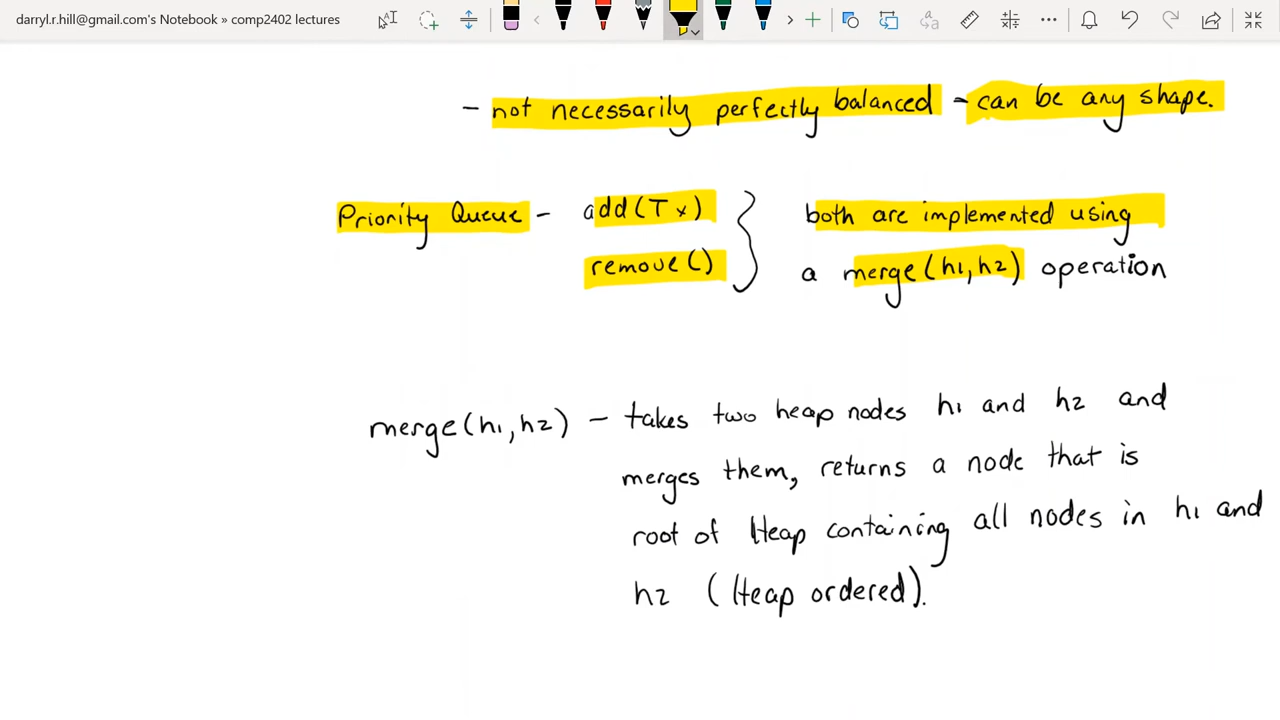 darryl.r.hill@gmail.com's Notebook » comp2402 lectures
- not necessarily perfectly balanced - can be any shape.
Priority Queue - add(T x) } both are implemented using
remove() a merge(h1,h2) operation
merge(h1,h2) - takes two heap nodes h1 and h2 and
merges them, returns a node that is
root of Heap containing all nodes in h1 and
h2 (Heap ordered).